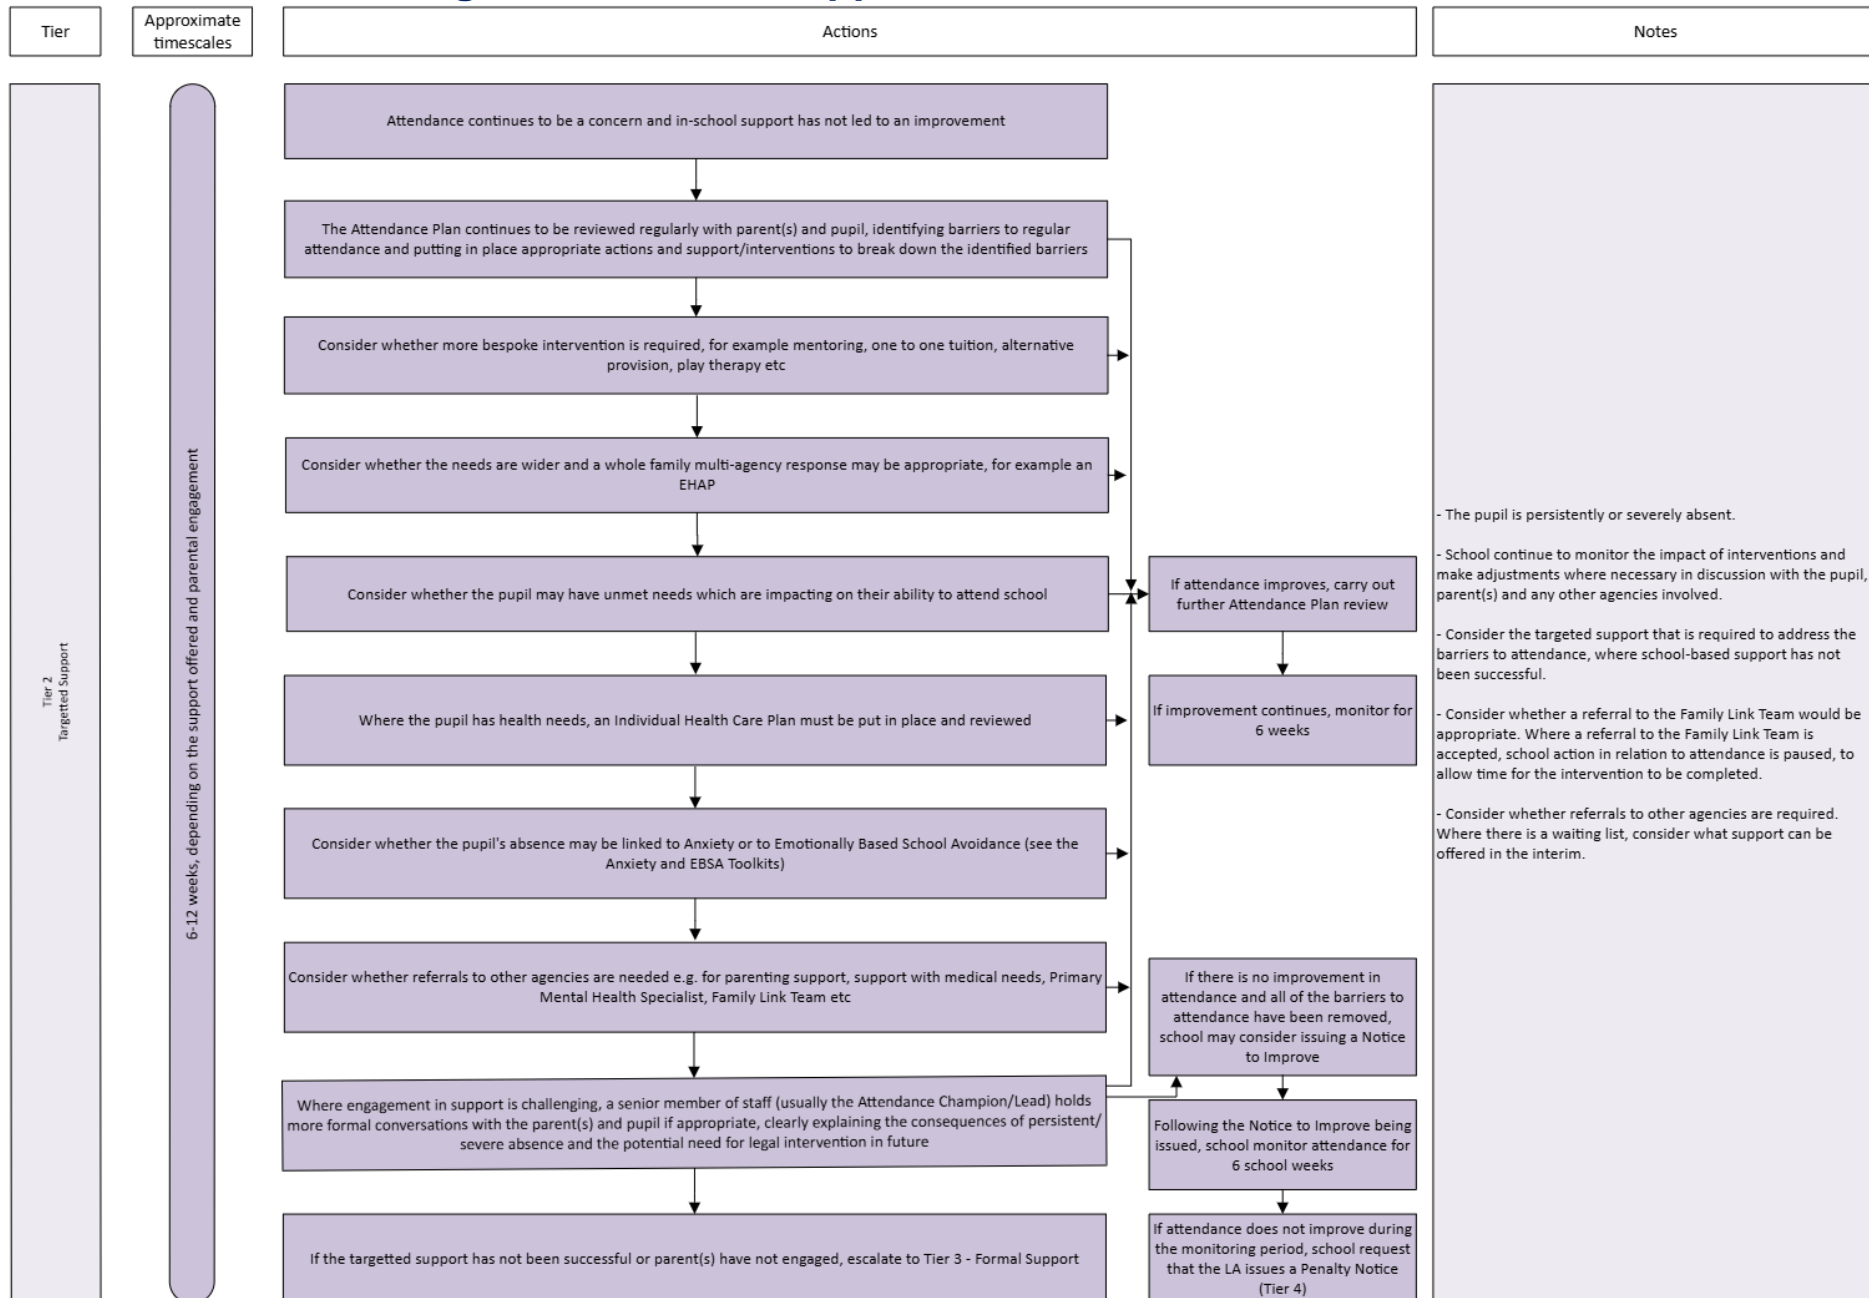 Tier
Approximate
timescales
Actions
Notes
Tier 2
Targetted Support
6-12 weeks, depending on the support offered and parental engagement
Attendance continues to be a concern and in-school support has not led to an improvement
The Attendance Plan continues to be reviewed regularly with parent(s) and pupil, identifying barriers to regular
attendance and putting in place appropriate actions and support/interventions to break down the identified barriers
Consider whether more bespoke intervention is required, for example mentoring, one to one tuition, alternative
provision, play therapy etc
Consider whether the needs are wider and a whole family multi-agency response may be appropriate, for example an
EHAP
Consider whether the pupil may have unmet needs which are impacting on their ability to attend school
Where the pupil has health needs, an Individual Health Care Plan must be put in place and reviewed
Consider whether the pupil's absence may be linked to Anxiety or to Emotionally Based School Avoidance (see the
Anxiety and EBSA Toolkits)
Consider whether referrals to other agencies are needed e.g. for parenting support, support with medical needs, Primary
Mental Health Specialist, Family Link Team etc
Where engagement in support is challenging, a senior member of staff (usually the Attendance Champion/Lead) holds
more formal conversations with the parent(s) and pupil if appropriate, clearly explaining the consequences of persistent/
severe absence and the potential need for legal intervention in future
If the targetted support has not been successful or parent(s) have not engaged, escalate to Tier 3 - Formal Support
If attendance improves, carry out
further Attendance Plan review
If improvement continues, monitor for
6 weeks
If there is no improvement in
attendance and all of the barriers to
attendance have been removed,
school may consider issuing a Notice
to Improve
Following the Notice to Improve being
issued, school monitor attendance for
6 school weeks
If attendance does not improve during
the monitoring period, school request
that the LA issues a Penalty Notice
(Tier 4)
- The pupil is persistently or severely absent.
- School continue to monitor the impact of interventions and
make adjustments where necessary in discussion with the pupil,
parent(s) and any other agencies involved.
- Consider the targeted support that is required to address the
barriers to attendance, where school-based support has not
been successful.
- Consider whether a referral to the Family Link Team would be
appropriate. Where a referral to the Family Link Team is
accepted, school action in relation to attendance is paused, to
allow time for the intervention to be completed.
- Consider whether referrals to other agencies are required.
Where there is a waiting list, consider what support can be
offered in the interim.